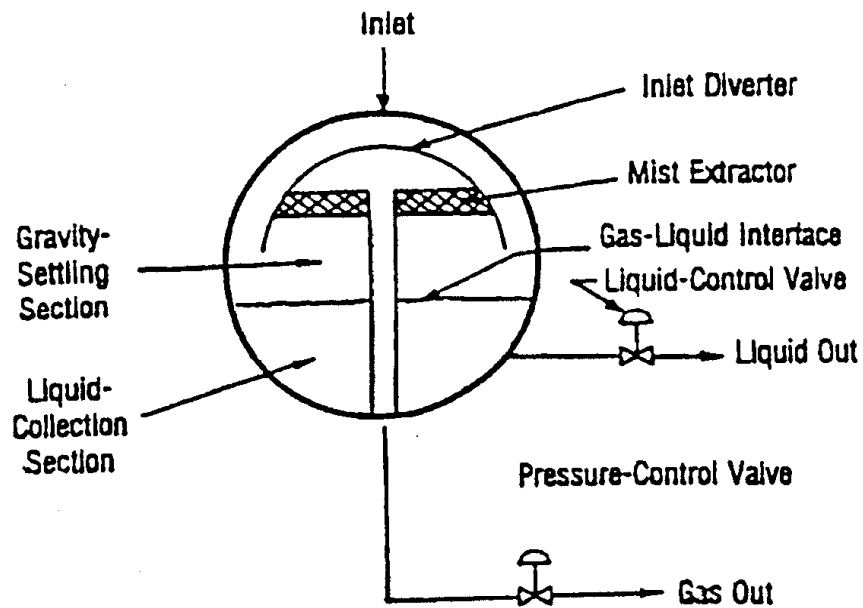 Inlet
Inlet Diverter
Mist Extractor
Gas-Liquid Interface
Liquid-Control Valve
Liquid Out
Gravity-
Settling
Section
Liquid-
Collection
Section
Pressure-Control Valve
Gas Out